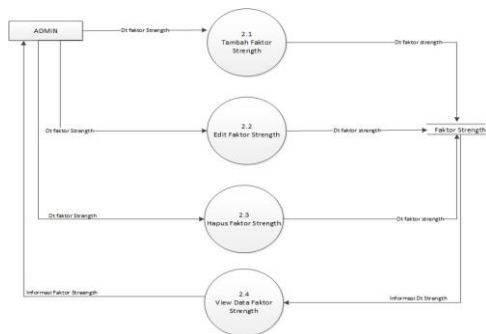 ADMIN
Dt faktor Strength
2.1
Tambah Faktor
Strength
Dt faktor strength
Dt faktor Strength
2.2
Edit Faktor Strength
Dt faktor strength
Faktor Strength
Dt faktor Strength
2.3
Hapus Faktor Strength
Dt faktor strength
Informasi Faktor Streangth
2.4
View Data Faktor
Strength
Informasi Dt Strength